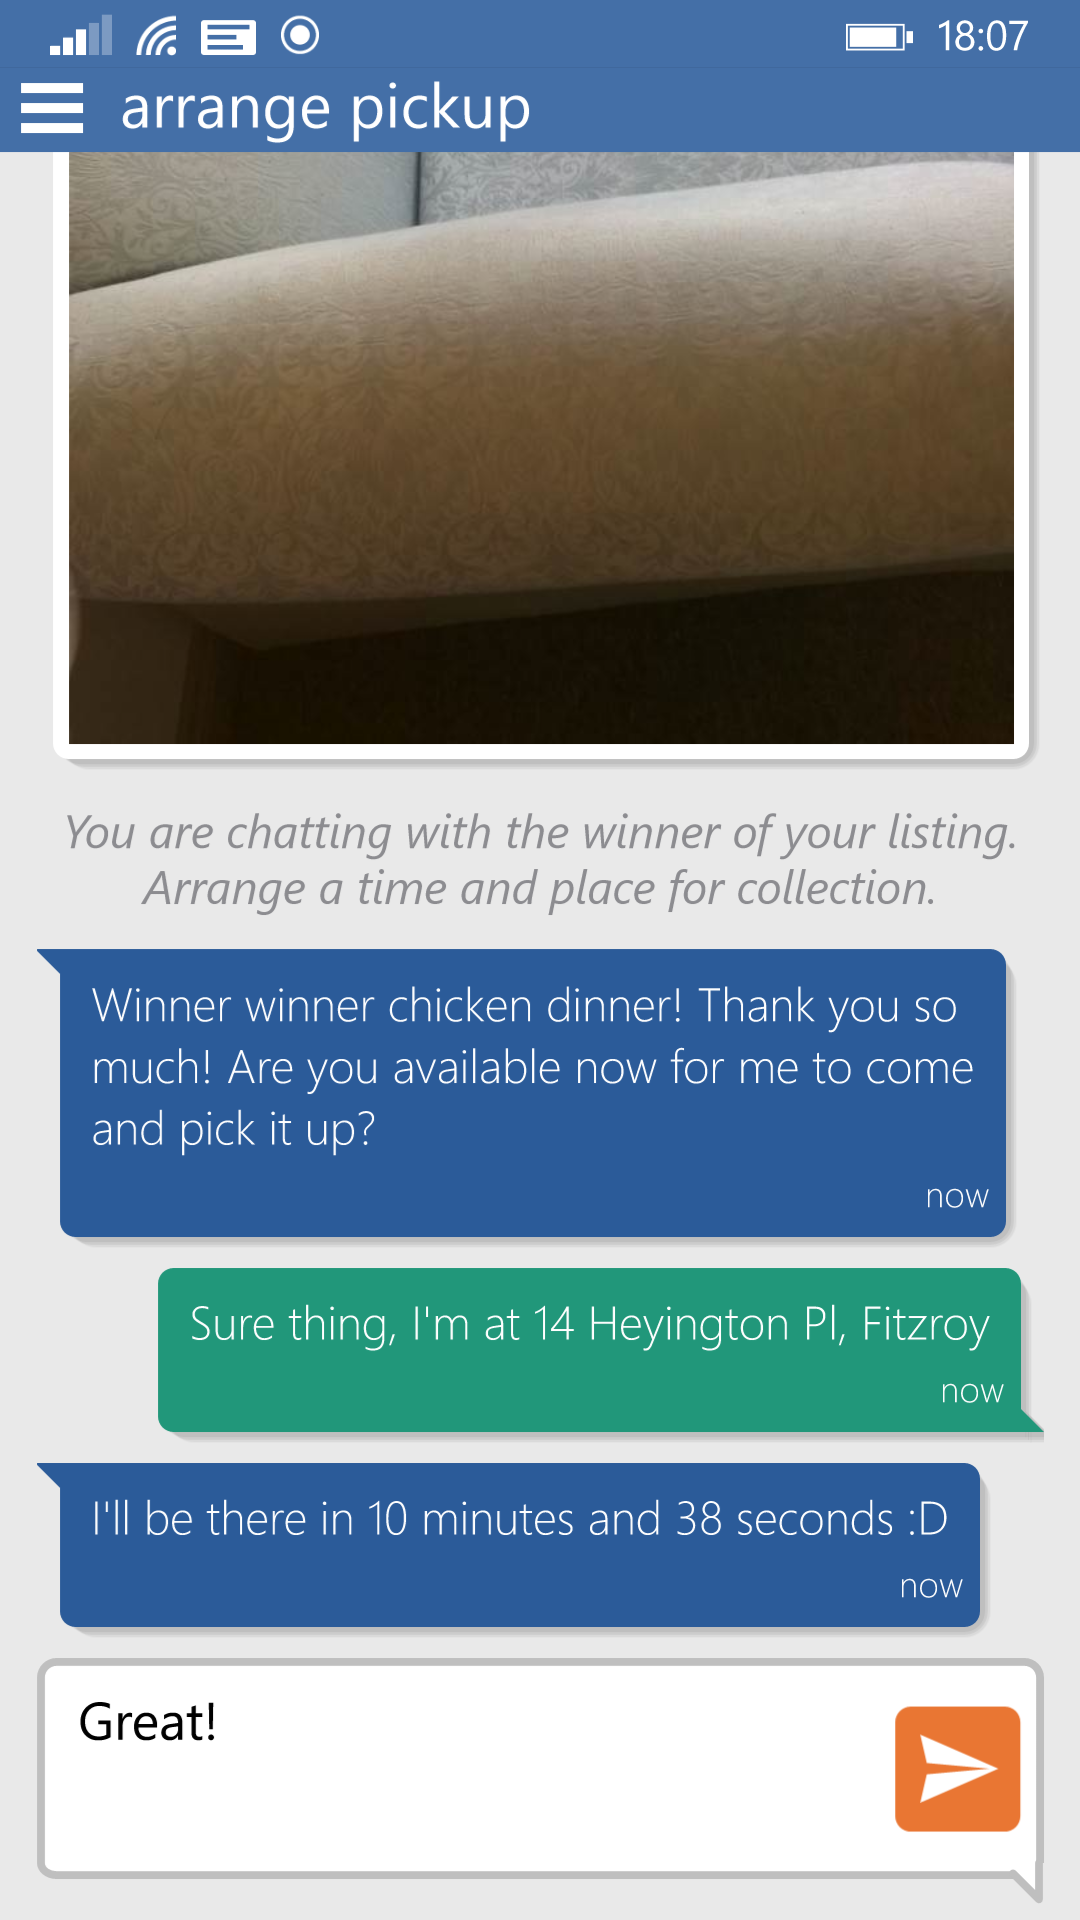 18:07
arrange pickup
You are chatting with the winner of your listing.
Arrange a time and place for collection.
Winner winner chicken dinner! Thank you so
much! Are you available now for me to come
and pick it up?
now
Sure thing, I'm at 14 Heyington Pl, Fitzroy
now
I'll be there in 10 minutes and 38 seconds :D
now
Great!